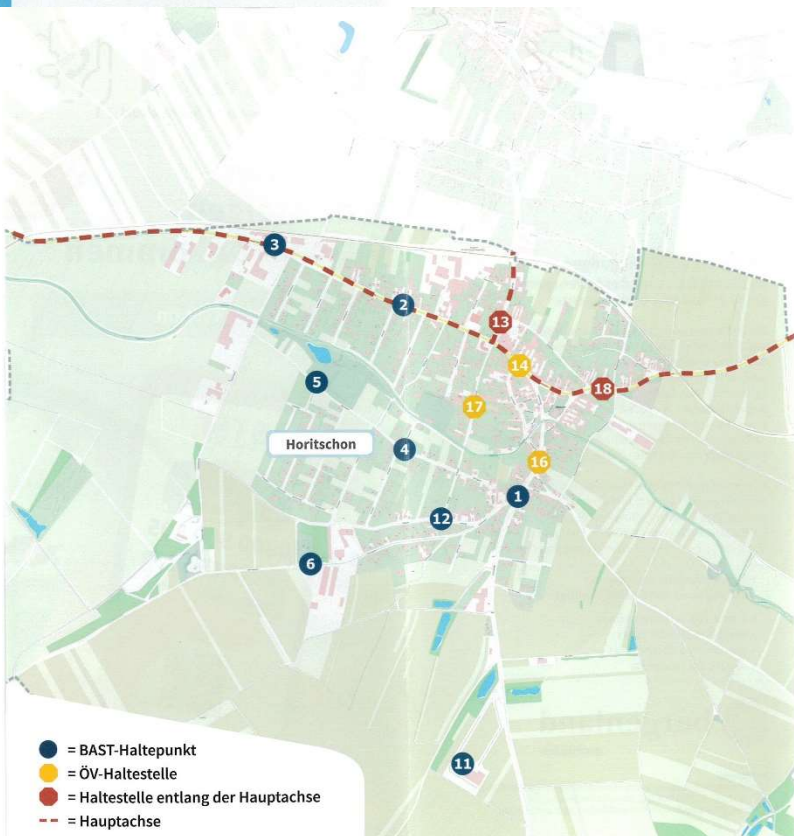 3
2
13
14
5
18
17
Horitschon
4
16
1
12
6
11
= BAST-Haltepunkt
= ÖV-Haltestelle
= Haltestelle entlang der Hauptachse
= Hauptachse